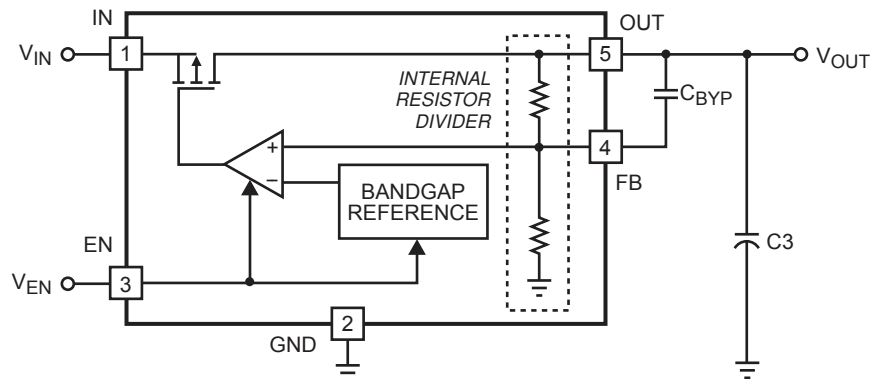 IN
OUT
V_IN
1
5
V_OUT
INTERNAL
RESISTOR
DIVIDER
C_BYP
+
4
–
FB
BANDGAP
REFERENCE
EN
C3
V_EN
3
2
GND